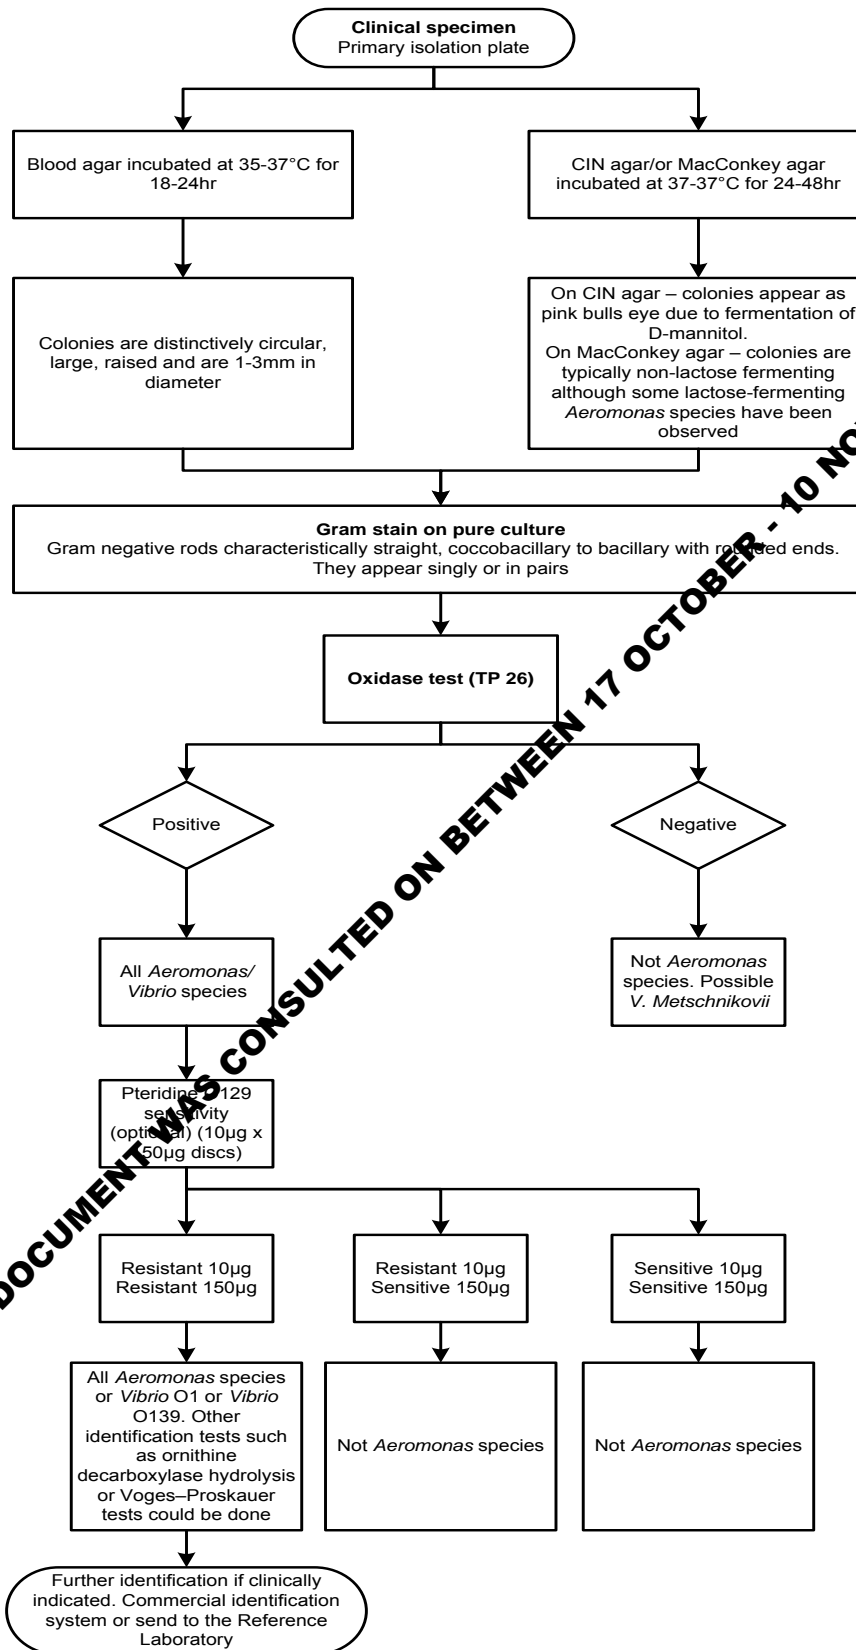 Clinical specimen
Primary isolation plate
Blood agar incubated at 35-37°C for
18-24hr
CIN agar/or MacConkey agar
incubated at 37-37°C for 24-48hr
Colonies are distinctively circular,
large, raised and are 1-3mm in
diameter
On CIN agar – colonies appear as
pink bulls eye due to fermentation of
D-mannitol.
On MacConkey agar – colonies are
typically non-lactose fermenting
although some lactose-fermenting
Aeromonas species have been
observed
Gram stain on pure culture
Gram negative rods characteristically straight, coccobacillary to bacillary with rounded ends.
They appear singly or in pairs
Oxidase test (TP 26)
Positive
Negative
All Aeromonas/
Vibrio species
Not Aeromonas
species. Possible
V. Metschnikovii
Pteridine 129
sensitivity
(optional) (10µg x
50µg discs)
Resistant 10µg
Resistant 150µg
Resistant 10µg
Sensitive 150µg
Sensitive 10µg
Sensitive 150µg
All Aeromonas species
or Vibrio O1 or Vibrio
O139. Other
identification tests such
as ornithine
decarboxylase hydrolysis
or Voges–Proskauer
tests could be done
Not Aeromonas species
Not Aeromonas species
Further identification if clinically
indicated. Commercial identification
system or send to the Reference
Laboratory
DOCUMENT WAS CONSULTED ON BETWEEN 17 OCTOBER - 10 NO